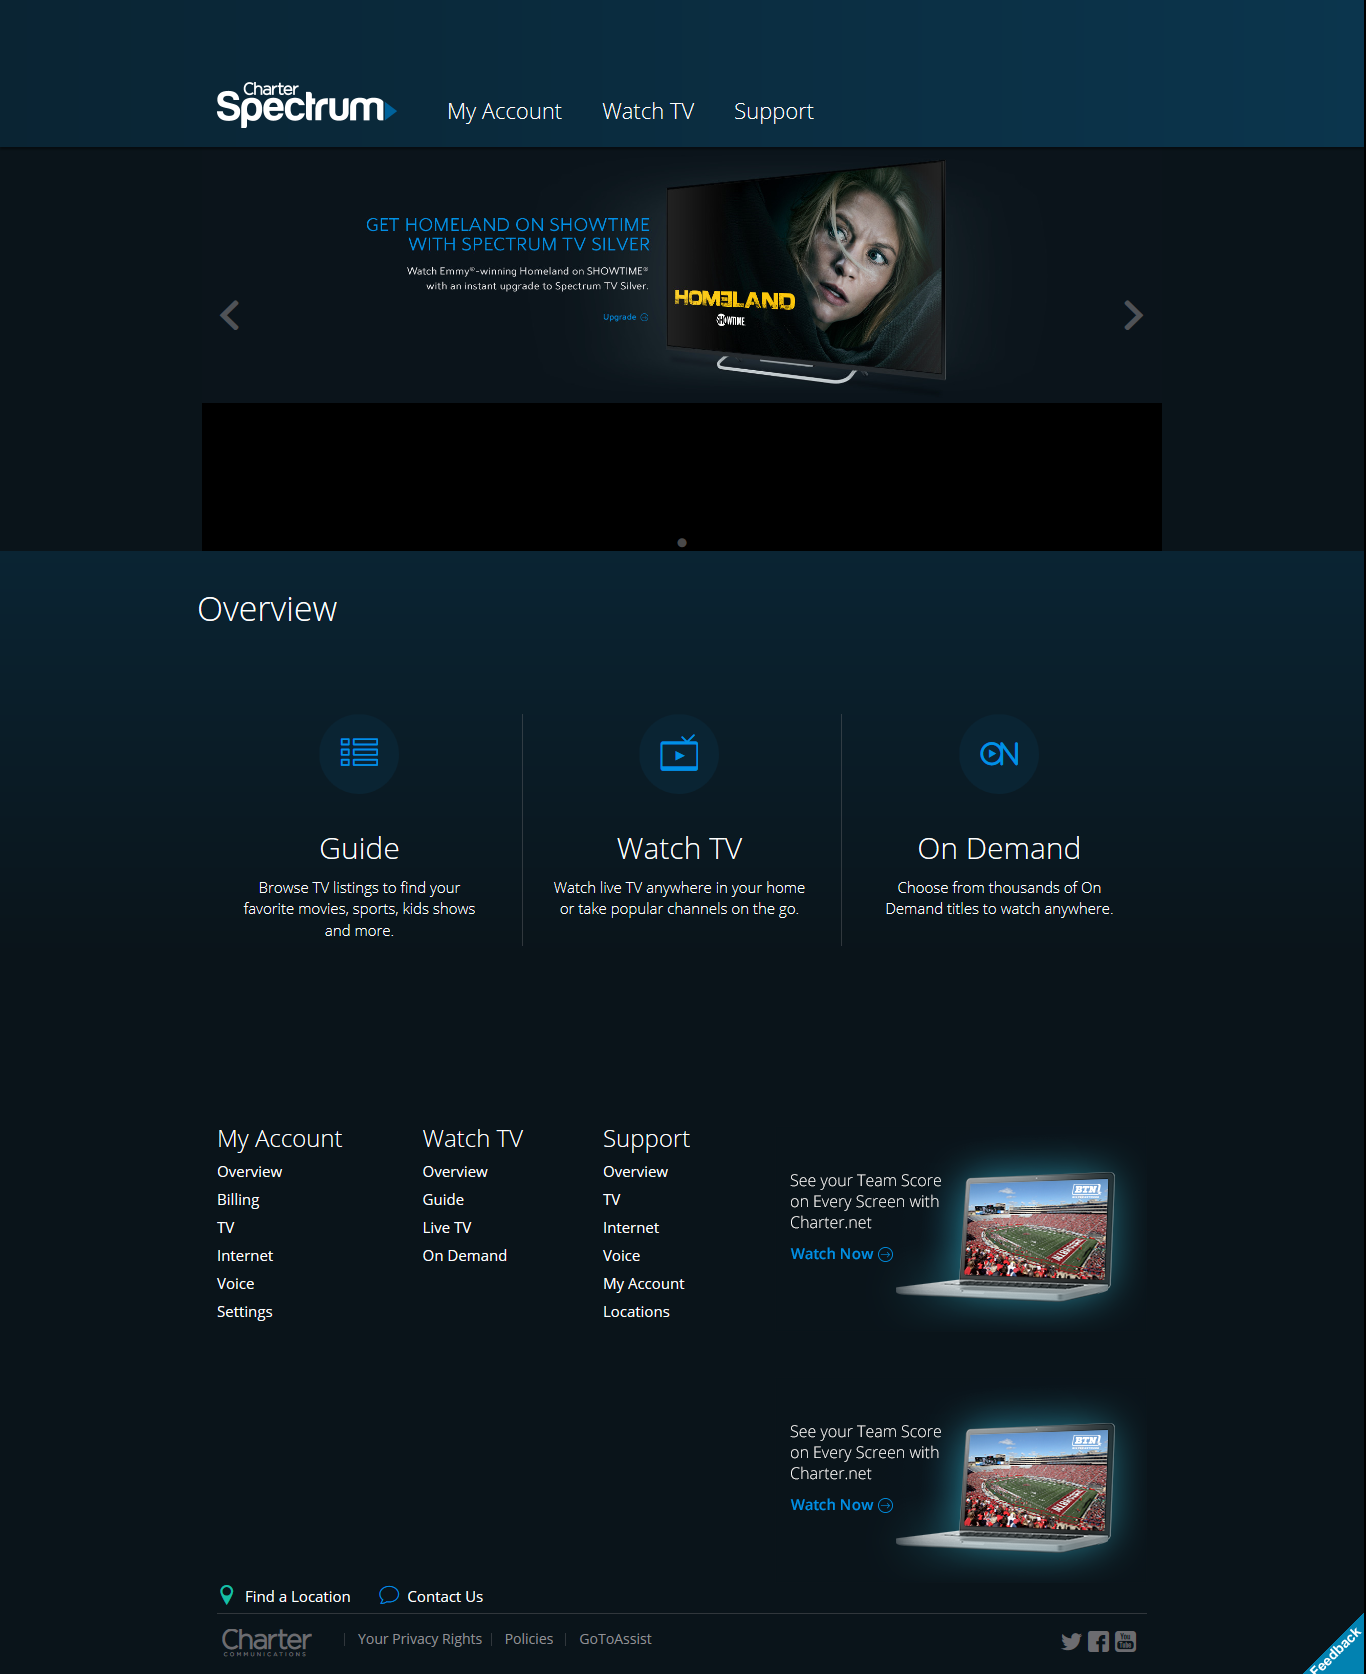 Charter
Spectrum
My Account
Watch TV
Support
GET HOMELAND ON SHOWTIME
WITH SPECTRUM TV SILVER
Watch Emmy®-winning Homeland on SHOWTIME®
with an instant upgrade to Spectrum TV Silver.
Upgrade
HOMELAND
SHOWTIME
Overview
ON
Guide
Browse TV listings to find your
favorite movies, sports, kids shows
and more.
Watch TV
Watch live TV anywhere in your home
or take popular channels on the go.
On Demand
Choose from thousands of On
Demand titles to watch anywhere.
My Account
Overview
Billing
TV
Internet
Voice
Settings
Watch TV
Overview
Guide
Live TV
On Demand
Support
Overview
TV
Internet
Voice
My Account
Locations
See your Team Score
on Every Screen with
Charter.net
Watch Now
BTN
See your Team Score
on Every Screen with
Charter.net
Watch Now
BTN
Find a Location
Contact Us
Charter
COMMUNICATIONS
Your Privacy Rights
Policies
GoToAssist
You
Tube
Feedback